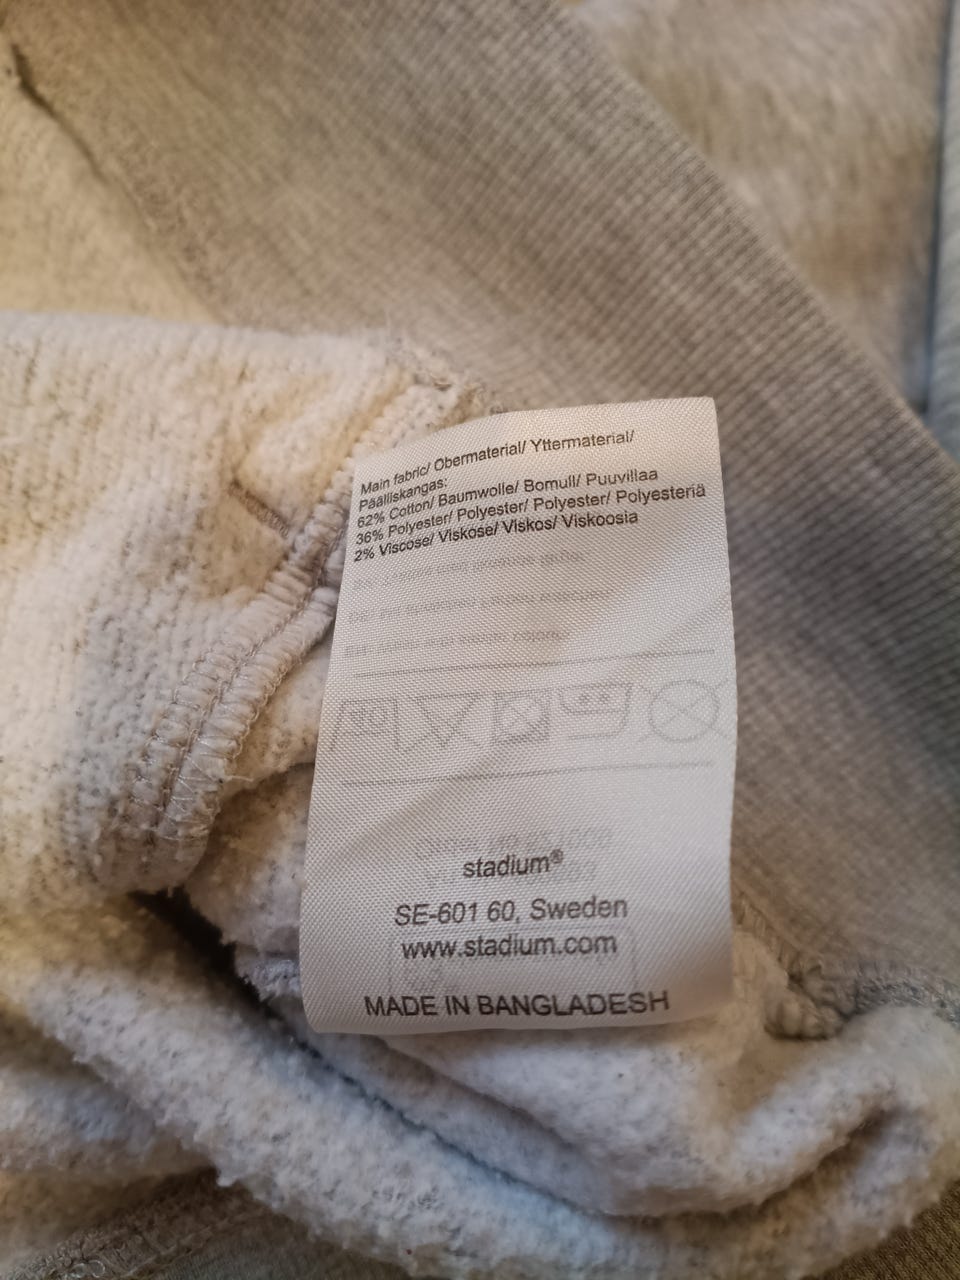 Main fabric/ Obermaterial/ Yttermaterial/
Päälliskangas:
62% Cotton/ Baumwolle/ Bomull/ Puuvillaa
36% Polyester/ Polyester/ Polyester/ Polyesteriä
2% Viscose/ Viskose/ Viskos/ Viskoosia
stadium®
SE-601 60, Sweden
www.stadium.com
MADE IN BANGLADESH